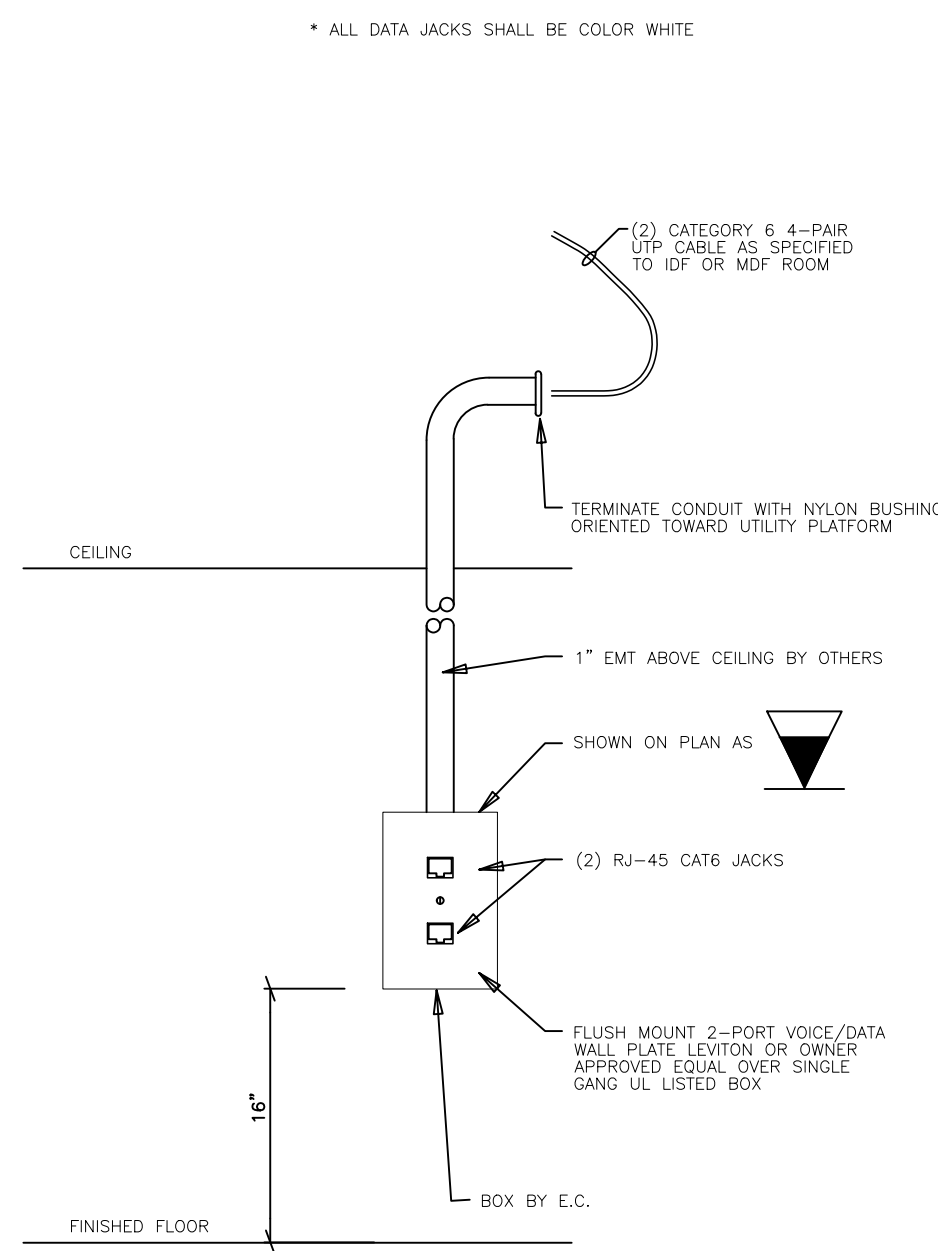 * ALL DATA JACKS SHALL BE COLOR WHITE
(2) CATEGORY 6 4-PAIR
UTP CABLE AS SPECIFIED
TO IDF OR MDF ROOM
TERMINATE CONDUIT WITH NYLON BUSHING
ORIENTED TOWARD UTILITY PLATFORM
CEILING
1" EMT ABOVE CEILING BY OTHERS
SHOWN ON PLAN AS
(2) RJ-45 CAT6 JACKS
FLUSH MOUNT 2-PORT VOICE/DATA
WALL PLATE LEVITON OR OWNER
APPROVED EQUAL OVER SINGLE
GANG UL LISTED BOX
16"
BOX BY E.C.
FINISHED FLOOR